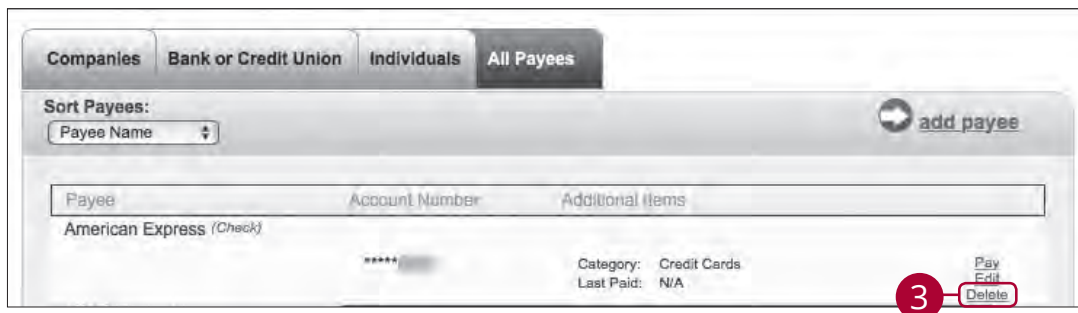 Companies Bank or Credit Union Individuals All Payees
Sort Payees:
Payee Name
add payee
Payee Account Number Additional Items
American Express (Check)
***** Category: Credit Cards Pay
Last Paid: N/A Edit
3 Delete